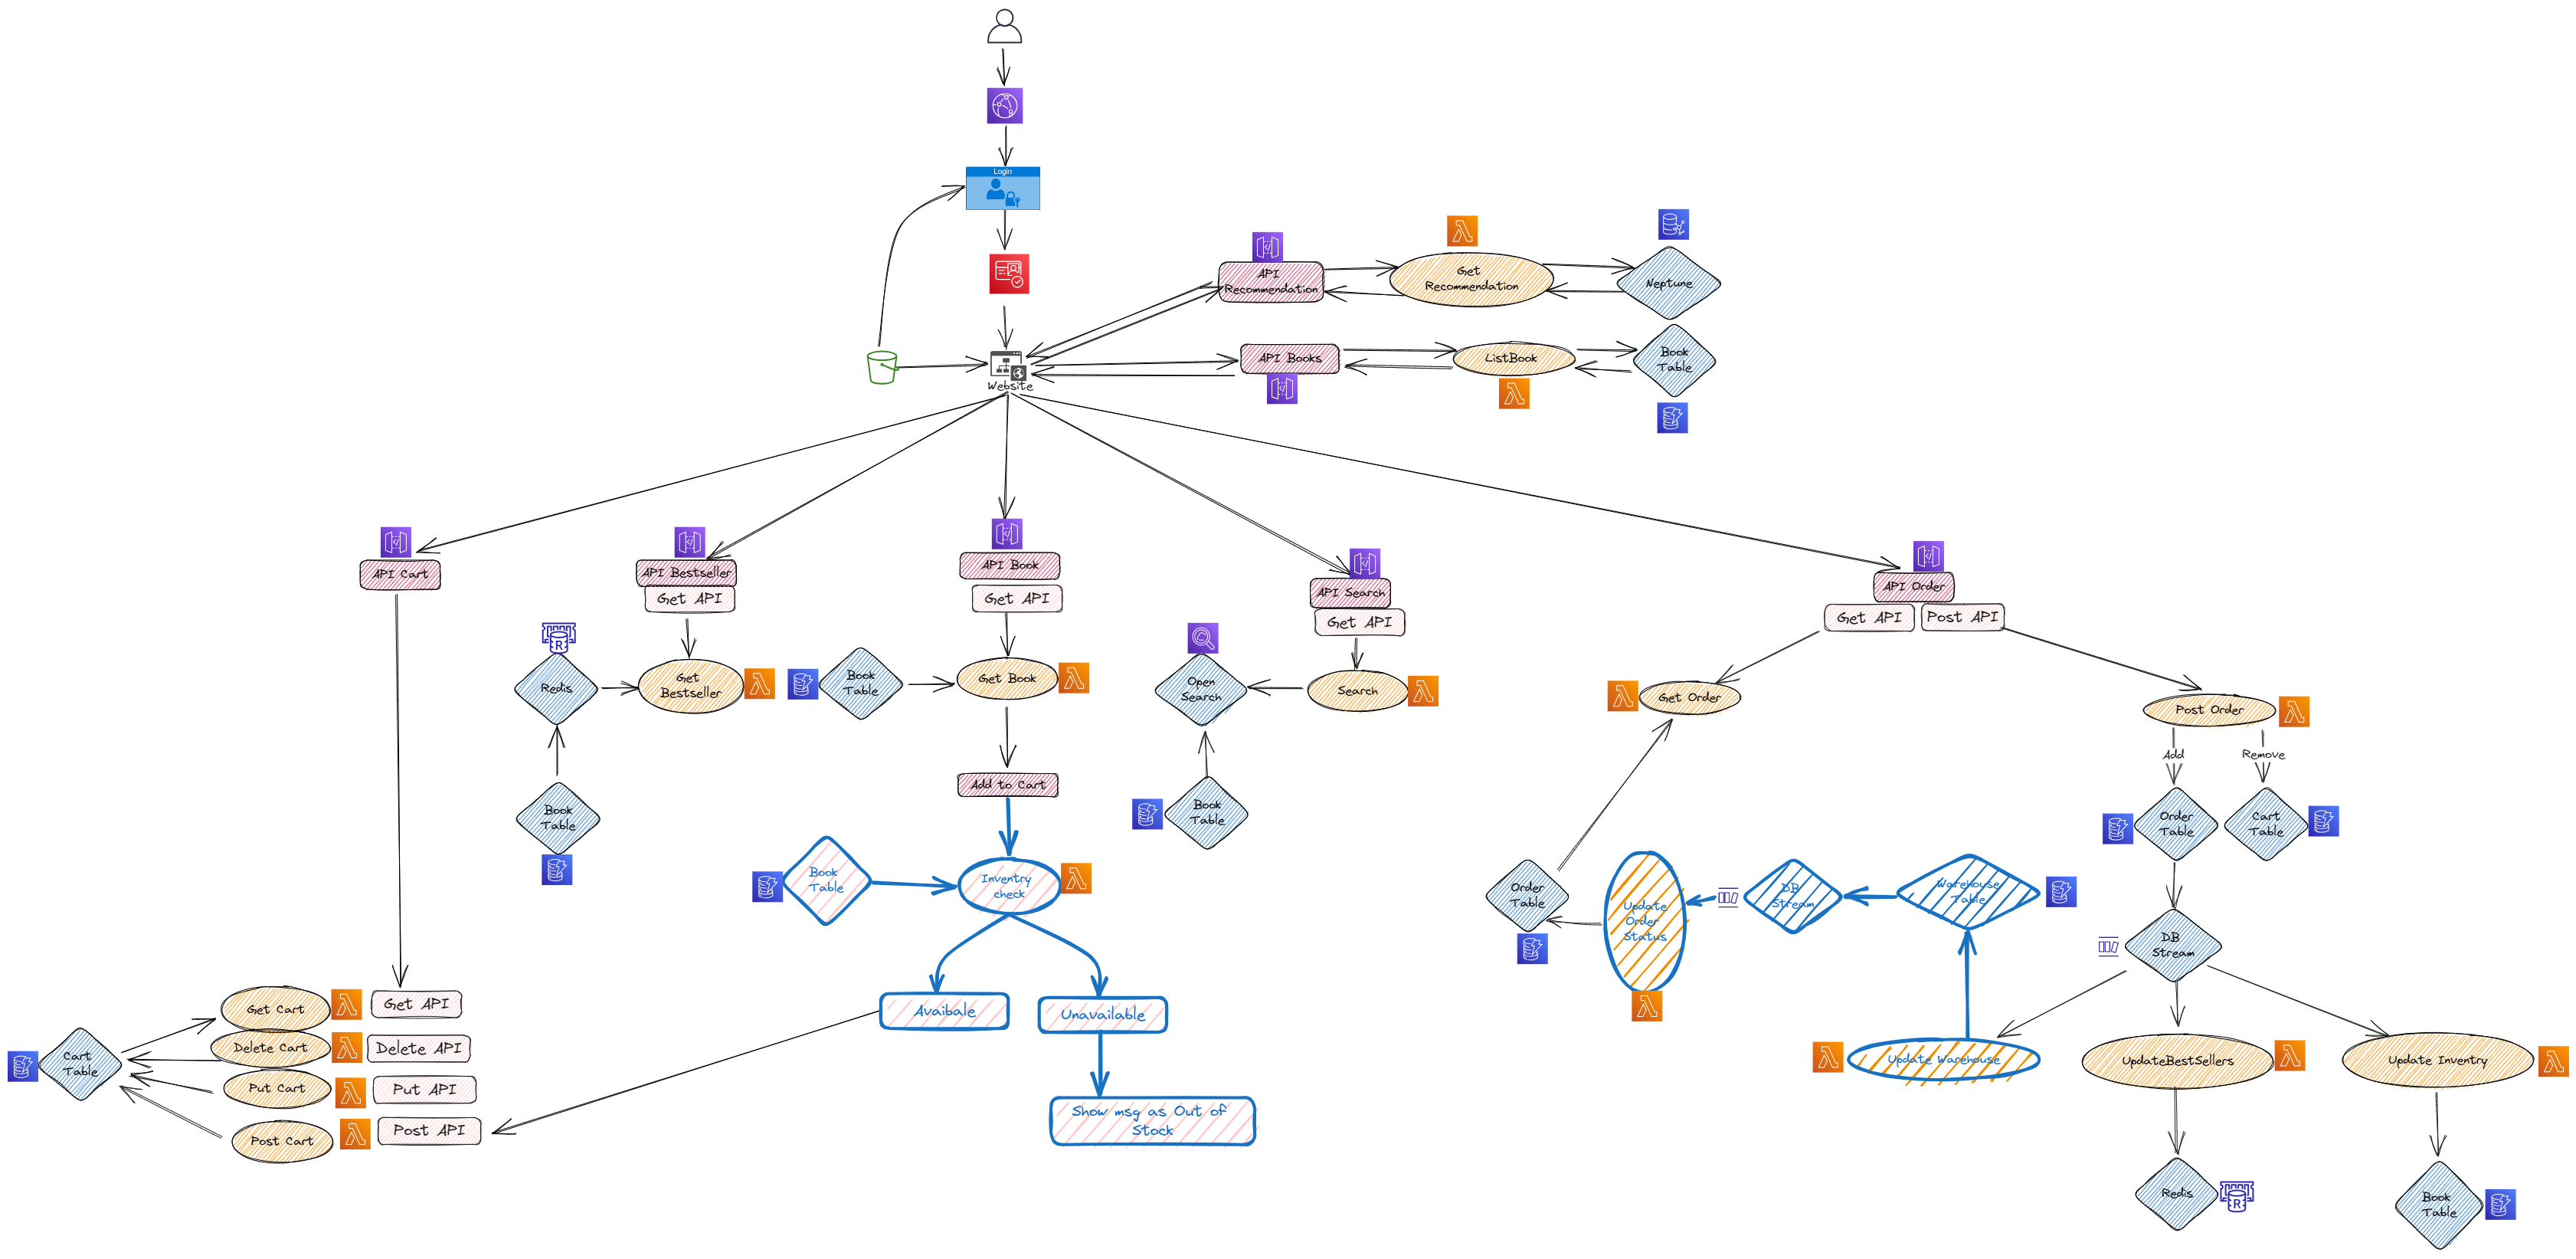 Login
API
Recommendation
Get
Recommendation
Neptune
API Books
ListBook
Book
Table
Website
API Cart
API Bestseller
Get API
API Book
Get API
API Search
Get API
API Order
Get API
Post API
R
Redis
Get
Bestseller
Book
Table
Get Book
Open
Search
Search
Get Order
Post Order
Add
Remove
Book
Table
Add to Cart
Book
Table
Order
Table
Cart
Table
Book
Table
Inventry
check
Order
Table
Update
Order
Status
DB
Stream
Warehouse
Table
DB
Stream
Get Cart
Get API
Avaibale
Unavailable
Cart
Table
Delete Cart
Delete API
Put Cart
Put API
Post Cart
Post API
Show msg as Out of
Stock
Update Warehouse
UpdateBestSellers
Update Inventry
Redis
R
Book
Table